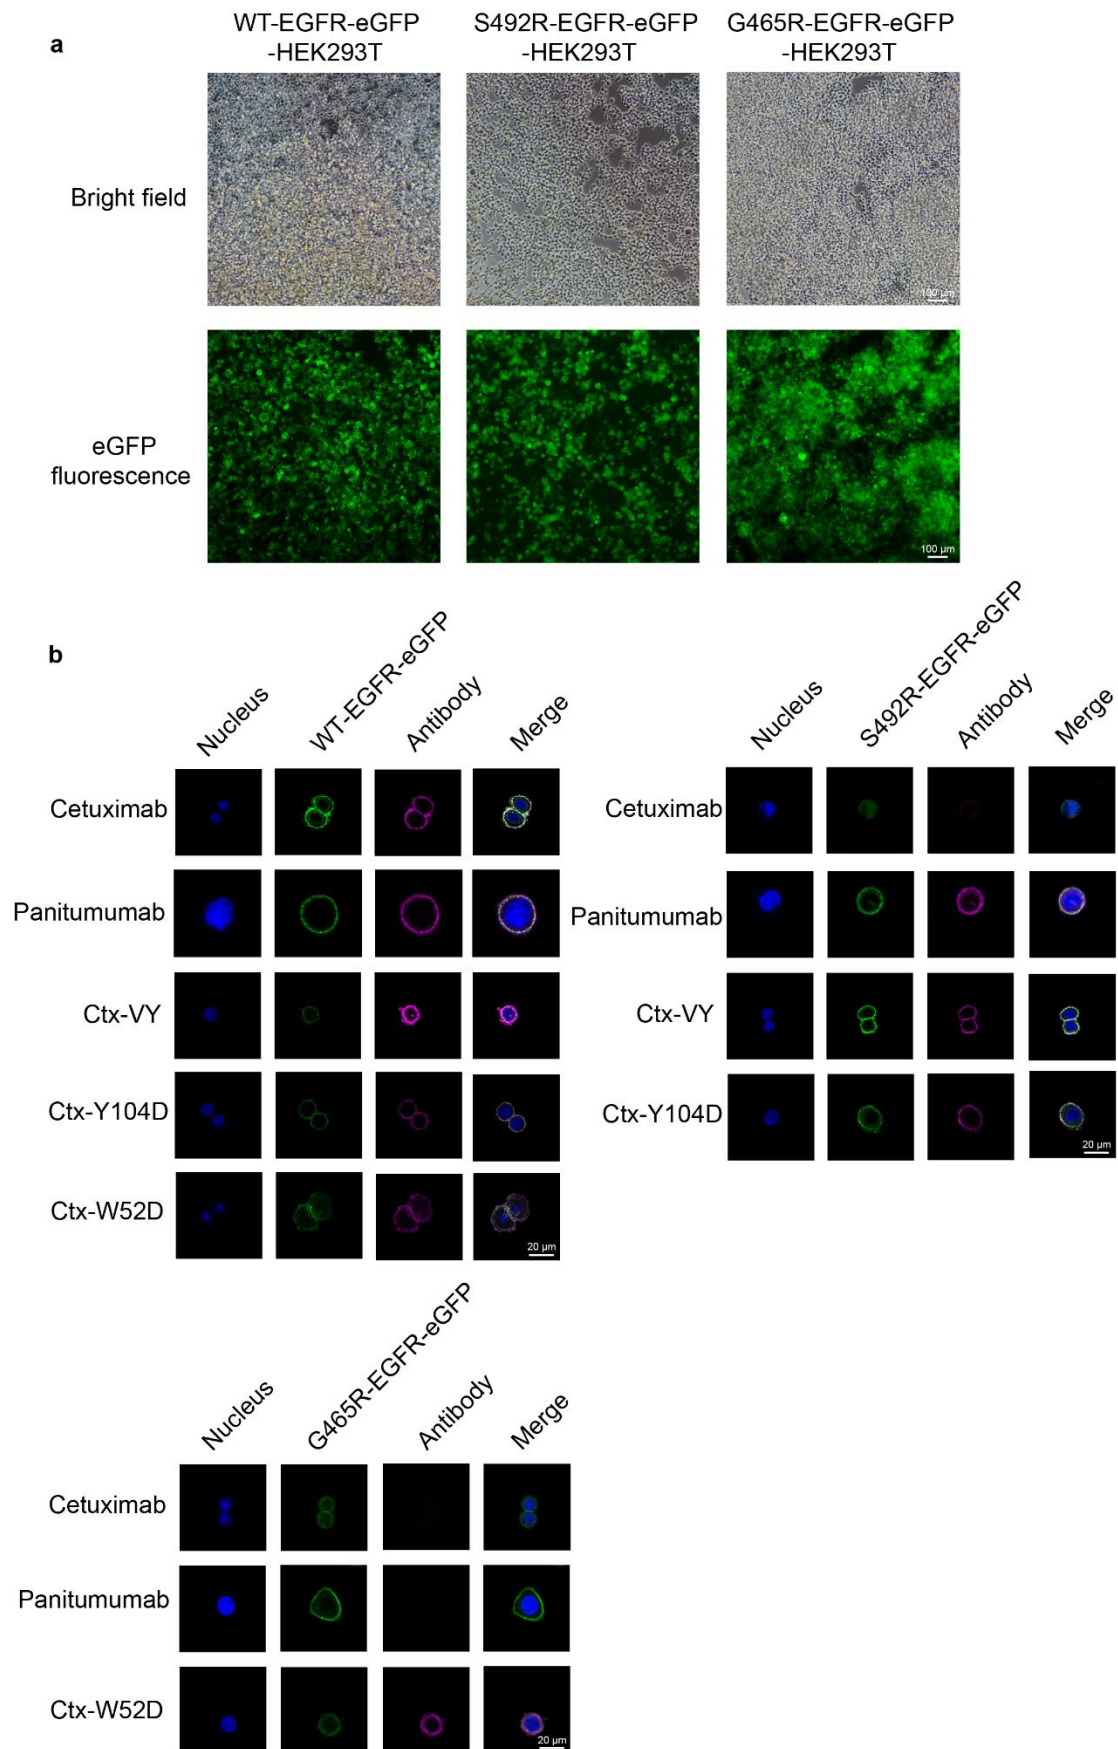 a
WT-EGFR-eGFP
-HEK293T
S492R-EGFR-eGFP
-HEK293T
G465R-EGFR-eGFP
-HEK293T
Bright field
100 µm
eGFP
fluorescence
100 µm
b
Nucleus
WT-EGFR-eGFP
Antibody
Merge
Cetuximab
Panitumumab
Ctx-VY
Ctx-Y104D
Ctx-W52D
20 µm
Nucleus
S492R-EGFR-eGFP
Antibody
Merge
Cetuximab
Panitumumab
Ctx-VY
Ctx-Y104D
20 µm
Nucleus
G465R-EGFR-eGFP
Antibody
Merge
Cetuximab
Panitumumab
Ctx-W52D
20 µm